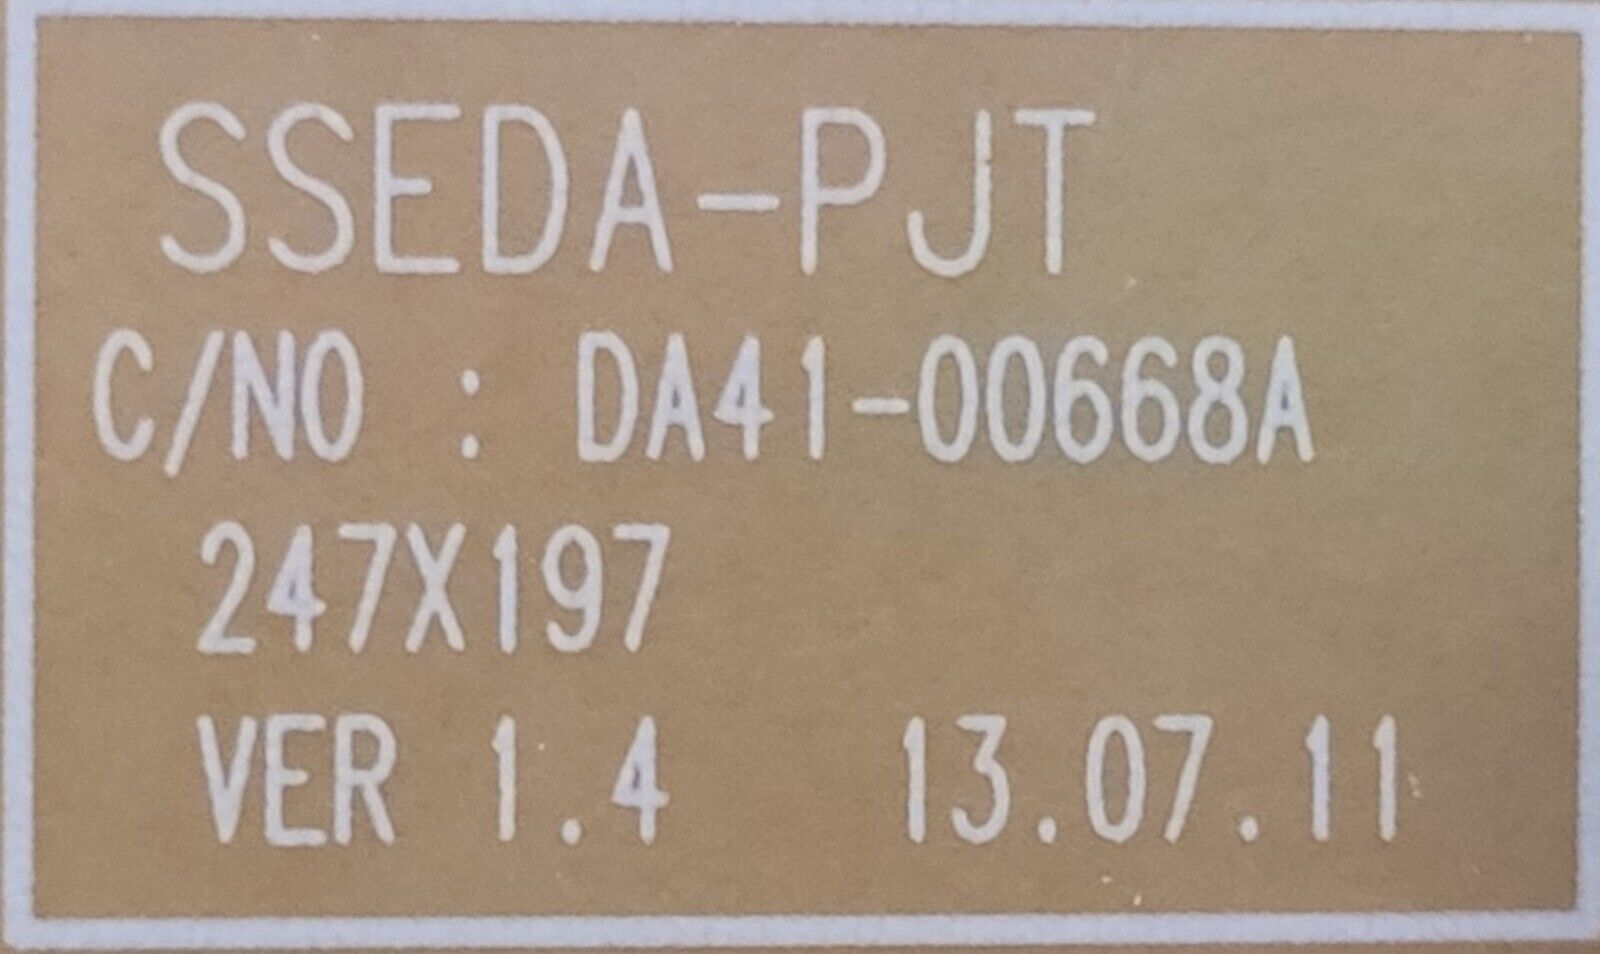 SSEDA-PJT
C/NO : DA41-00668A
247X197
VER 1.4 13.07.11